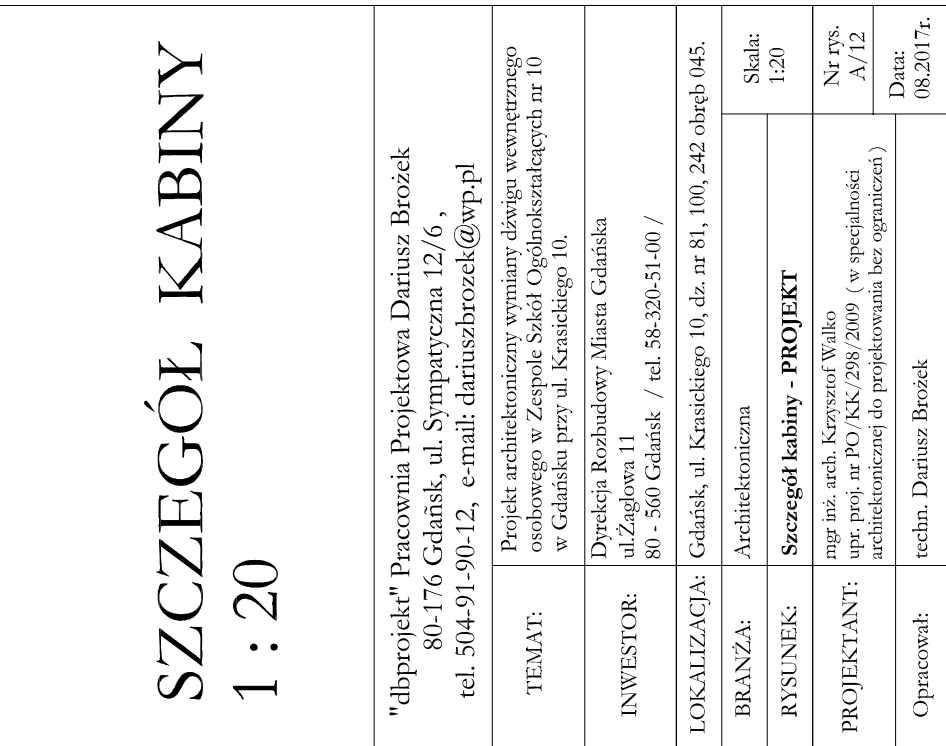 SZCZEGÓŁ KABINY
1 : 20
"dbprojekt" Pracownia Projektowa Dariusz Brożek
80-176 Gdañsk, ul. Sympatyczna 12/6 ,
tel. 504-91-90-12, e-mail: dariuszbrozek@wp.pl
TEMAT:
Projekt architektoniczny wymiany dźwigu wewnętrznego
osobowego w Zespole Szkół Ogólnokształcących nr 10
w Gdańsku przy ul. Krasickiego 10.
INWESTOR:
Dyrekcja Rozbudowy Miasta Gdańska
ul.Żaglowa 11
80 - 560 Gdańsk / tel. 58-320-51-00 /
LOKALIZACJA:
Gdańsk, ul. Krasickiego 10, dz. nr 81, 100, 242 obręb 045.
BRANŻA:
Architektoniczna
Skala:
1:20
RYSUNEK:
Szczegół kabiny - PROJEKT
PROJEKTANT:
mgr inż. arch. Krzysztof Walko
upr. proj. nr PO/KK/298/2009 ( w specjalności
architektonicznej do projektowania bez ograniczeń )
Nr rys.
A/12
Opracował:
techn. Dariusz Brożek
Data:
08.2017r.